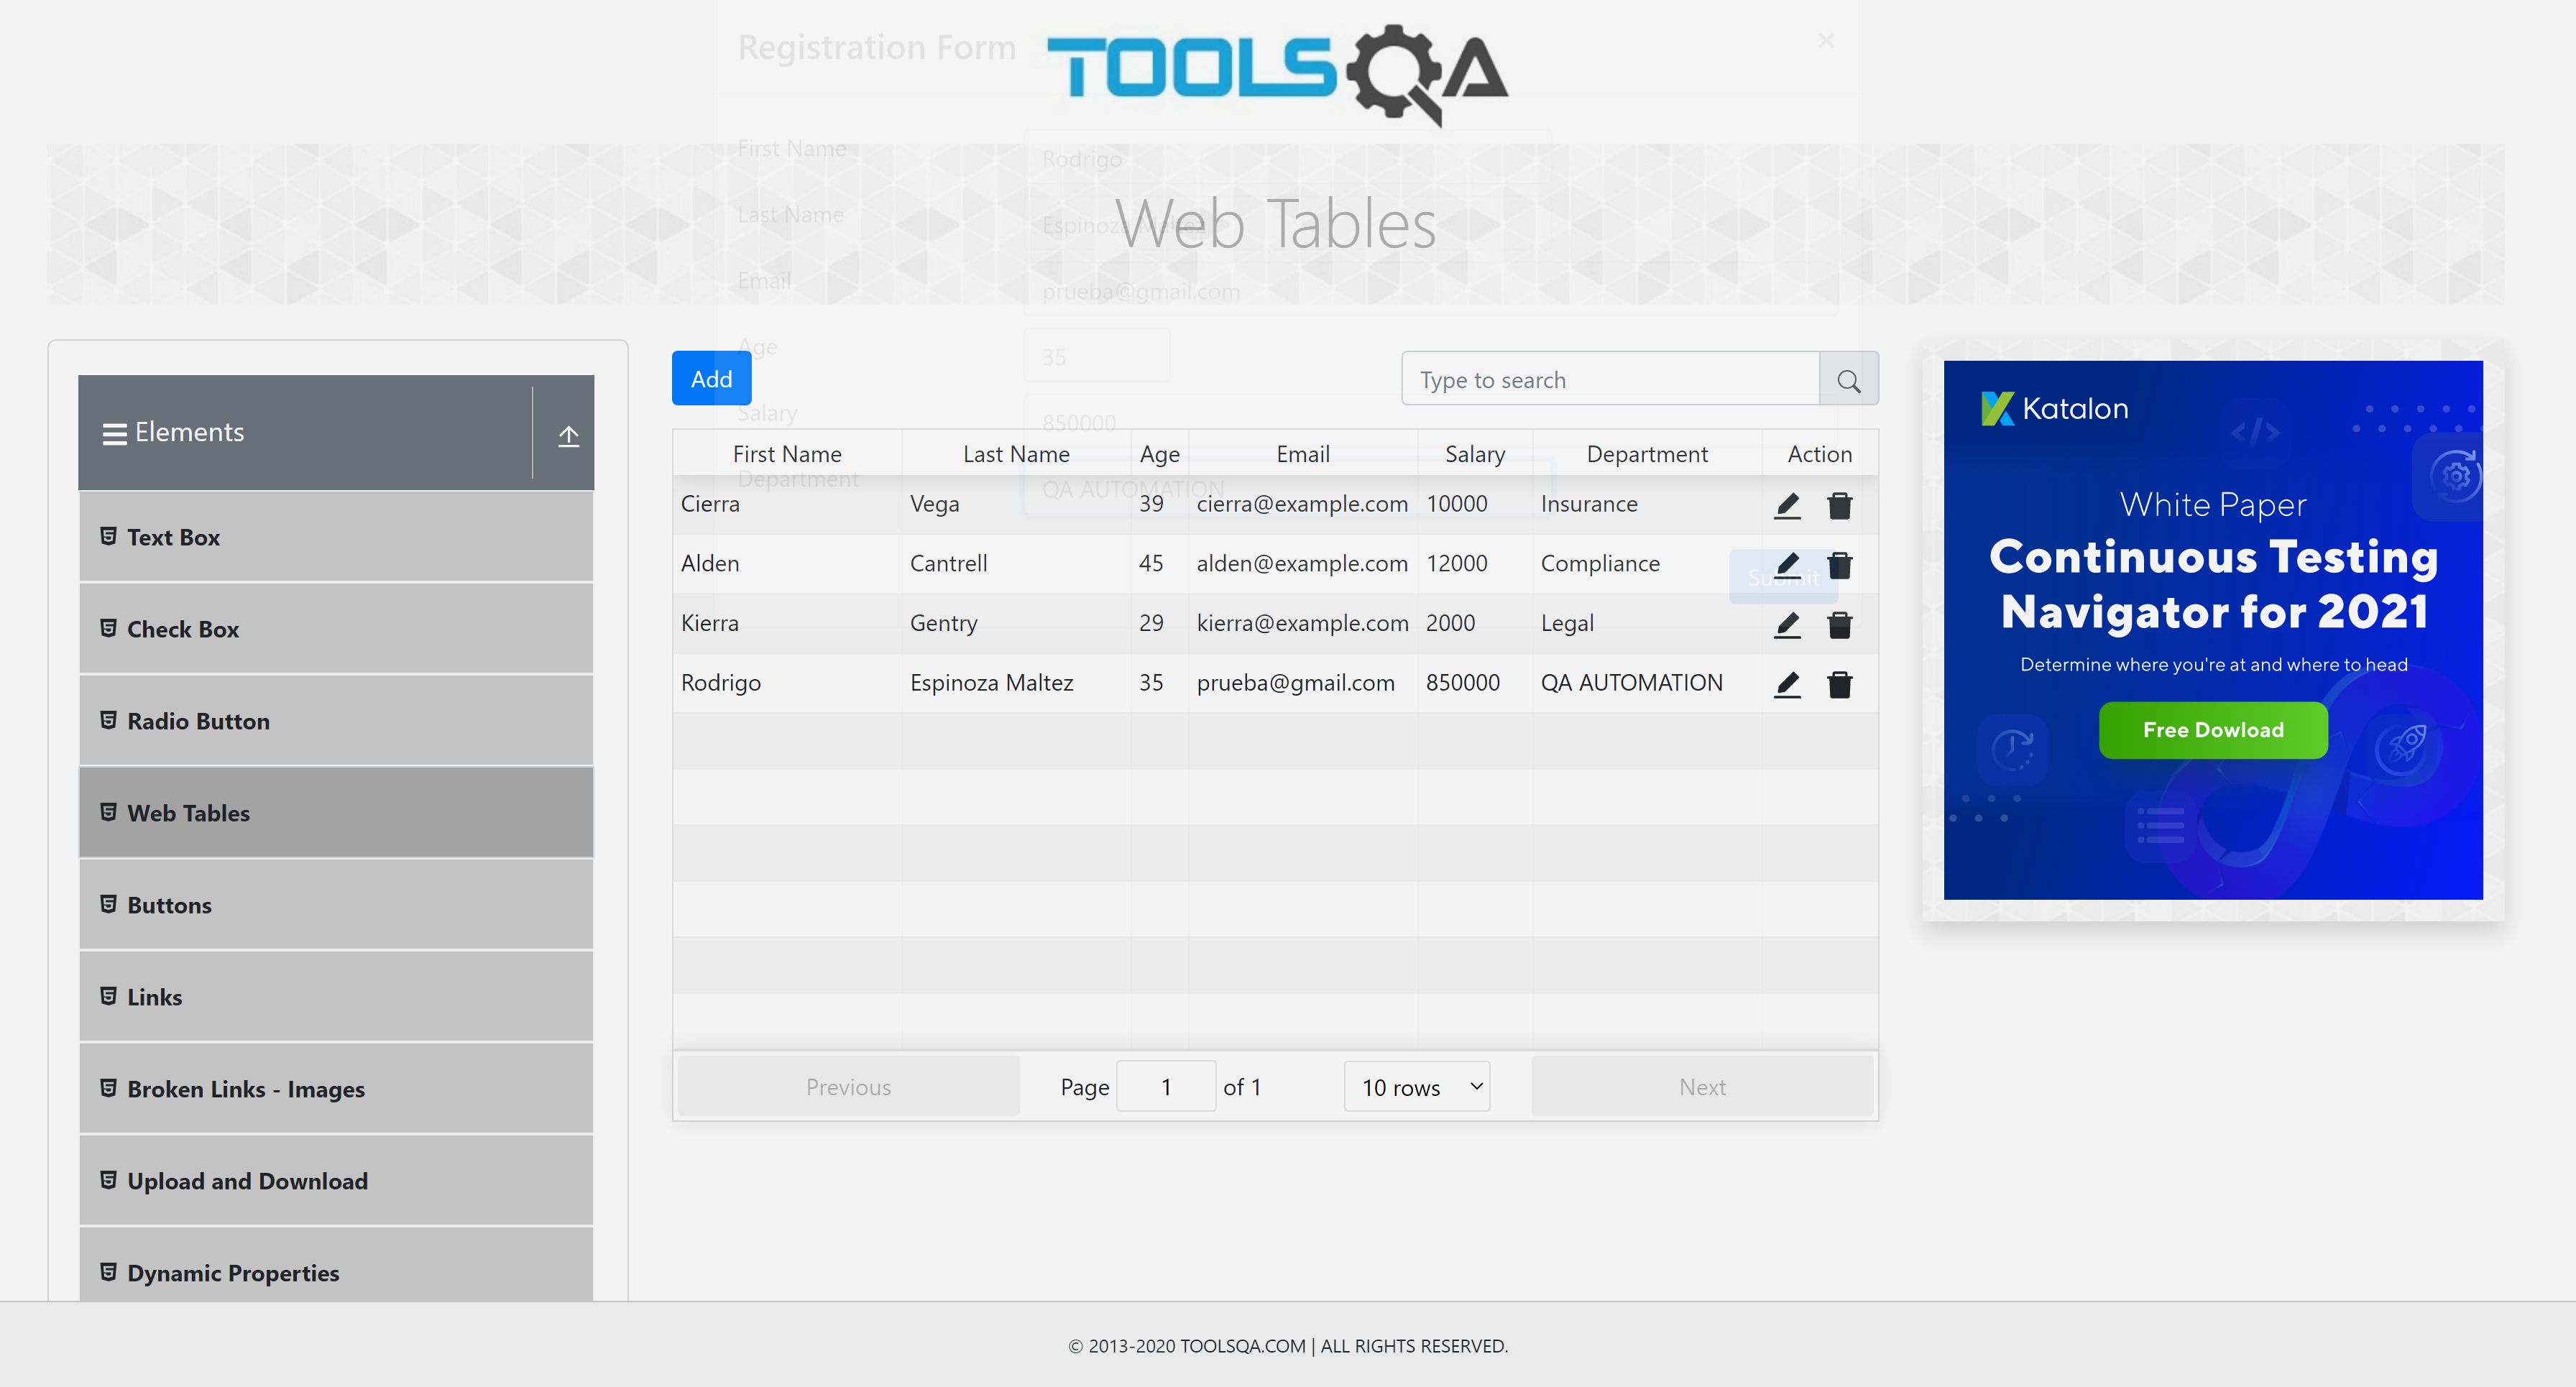 Registration Form
×
TOOLSQA
First Name
Rodrigo
Last Name
Espinoza Maltez
Web Tables
Email
prueba@gmail.com
Age
35
Salary
850000
Department
QA AUTOMATION
Submit
Elements
Text Box
Check Box
Radio Button
Web Tables
Buttons
Links
Broken Links - Images
Upload and Download
Dynamic Properties
Add
Type to search
First Name Last Name Age Email Salary Department Action
Cierra Vega 39 cierra@example.com 10000 Insurance
Alden Cantrell 45 alden@example.com 12000 Compliance
Kierra Gentry 29 kierra@example.com 2000 Legal
Rodrigo Espinoza Maltez 35 prueba@gmail.com 850000 QA AUTOMATION
Previous Page 1 of 1 10 rows Next
Katalon
</>
White Paper
Continuous Testing
Navigator for 2021
Determine where you're at and where to head
Free Dowload
© 2013-2020 TOOLSQA.COM | ALL RIGHTS RESERVED.